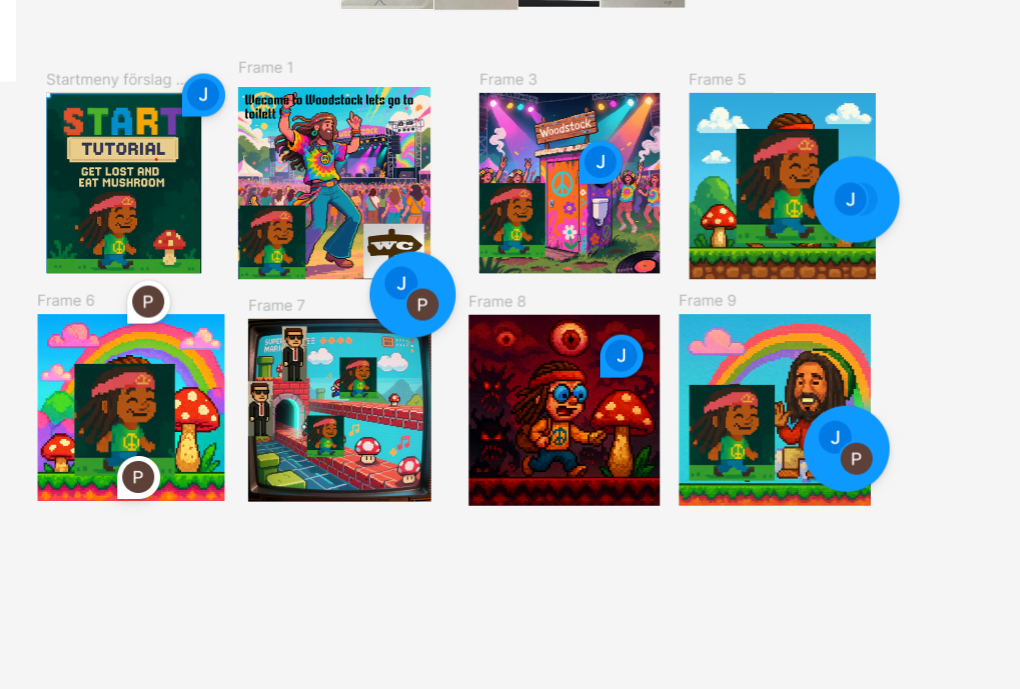 Startmeny förslag ...
Frame 1
Frame 3
Frame 5
J
START
TUTORIAL
GET LOST AND
EAT MUSHROOM
Wecome to Woodstock lets go to
toilett
WC
Woodstock
J
J
J
P
Frame 6
P
Frame 7
Frame 8
Frame 9
P
SUPER
MARI
J
J
P